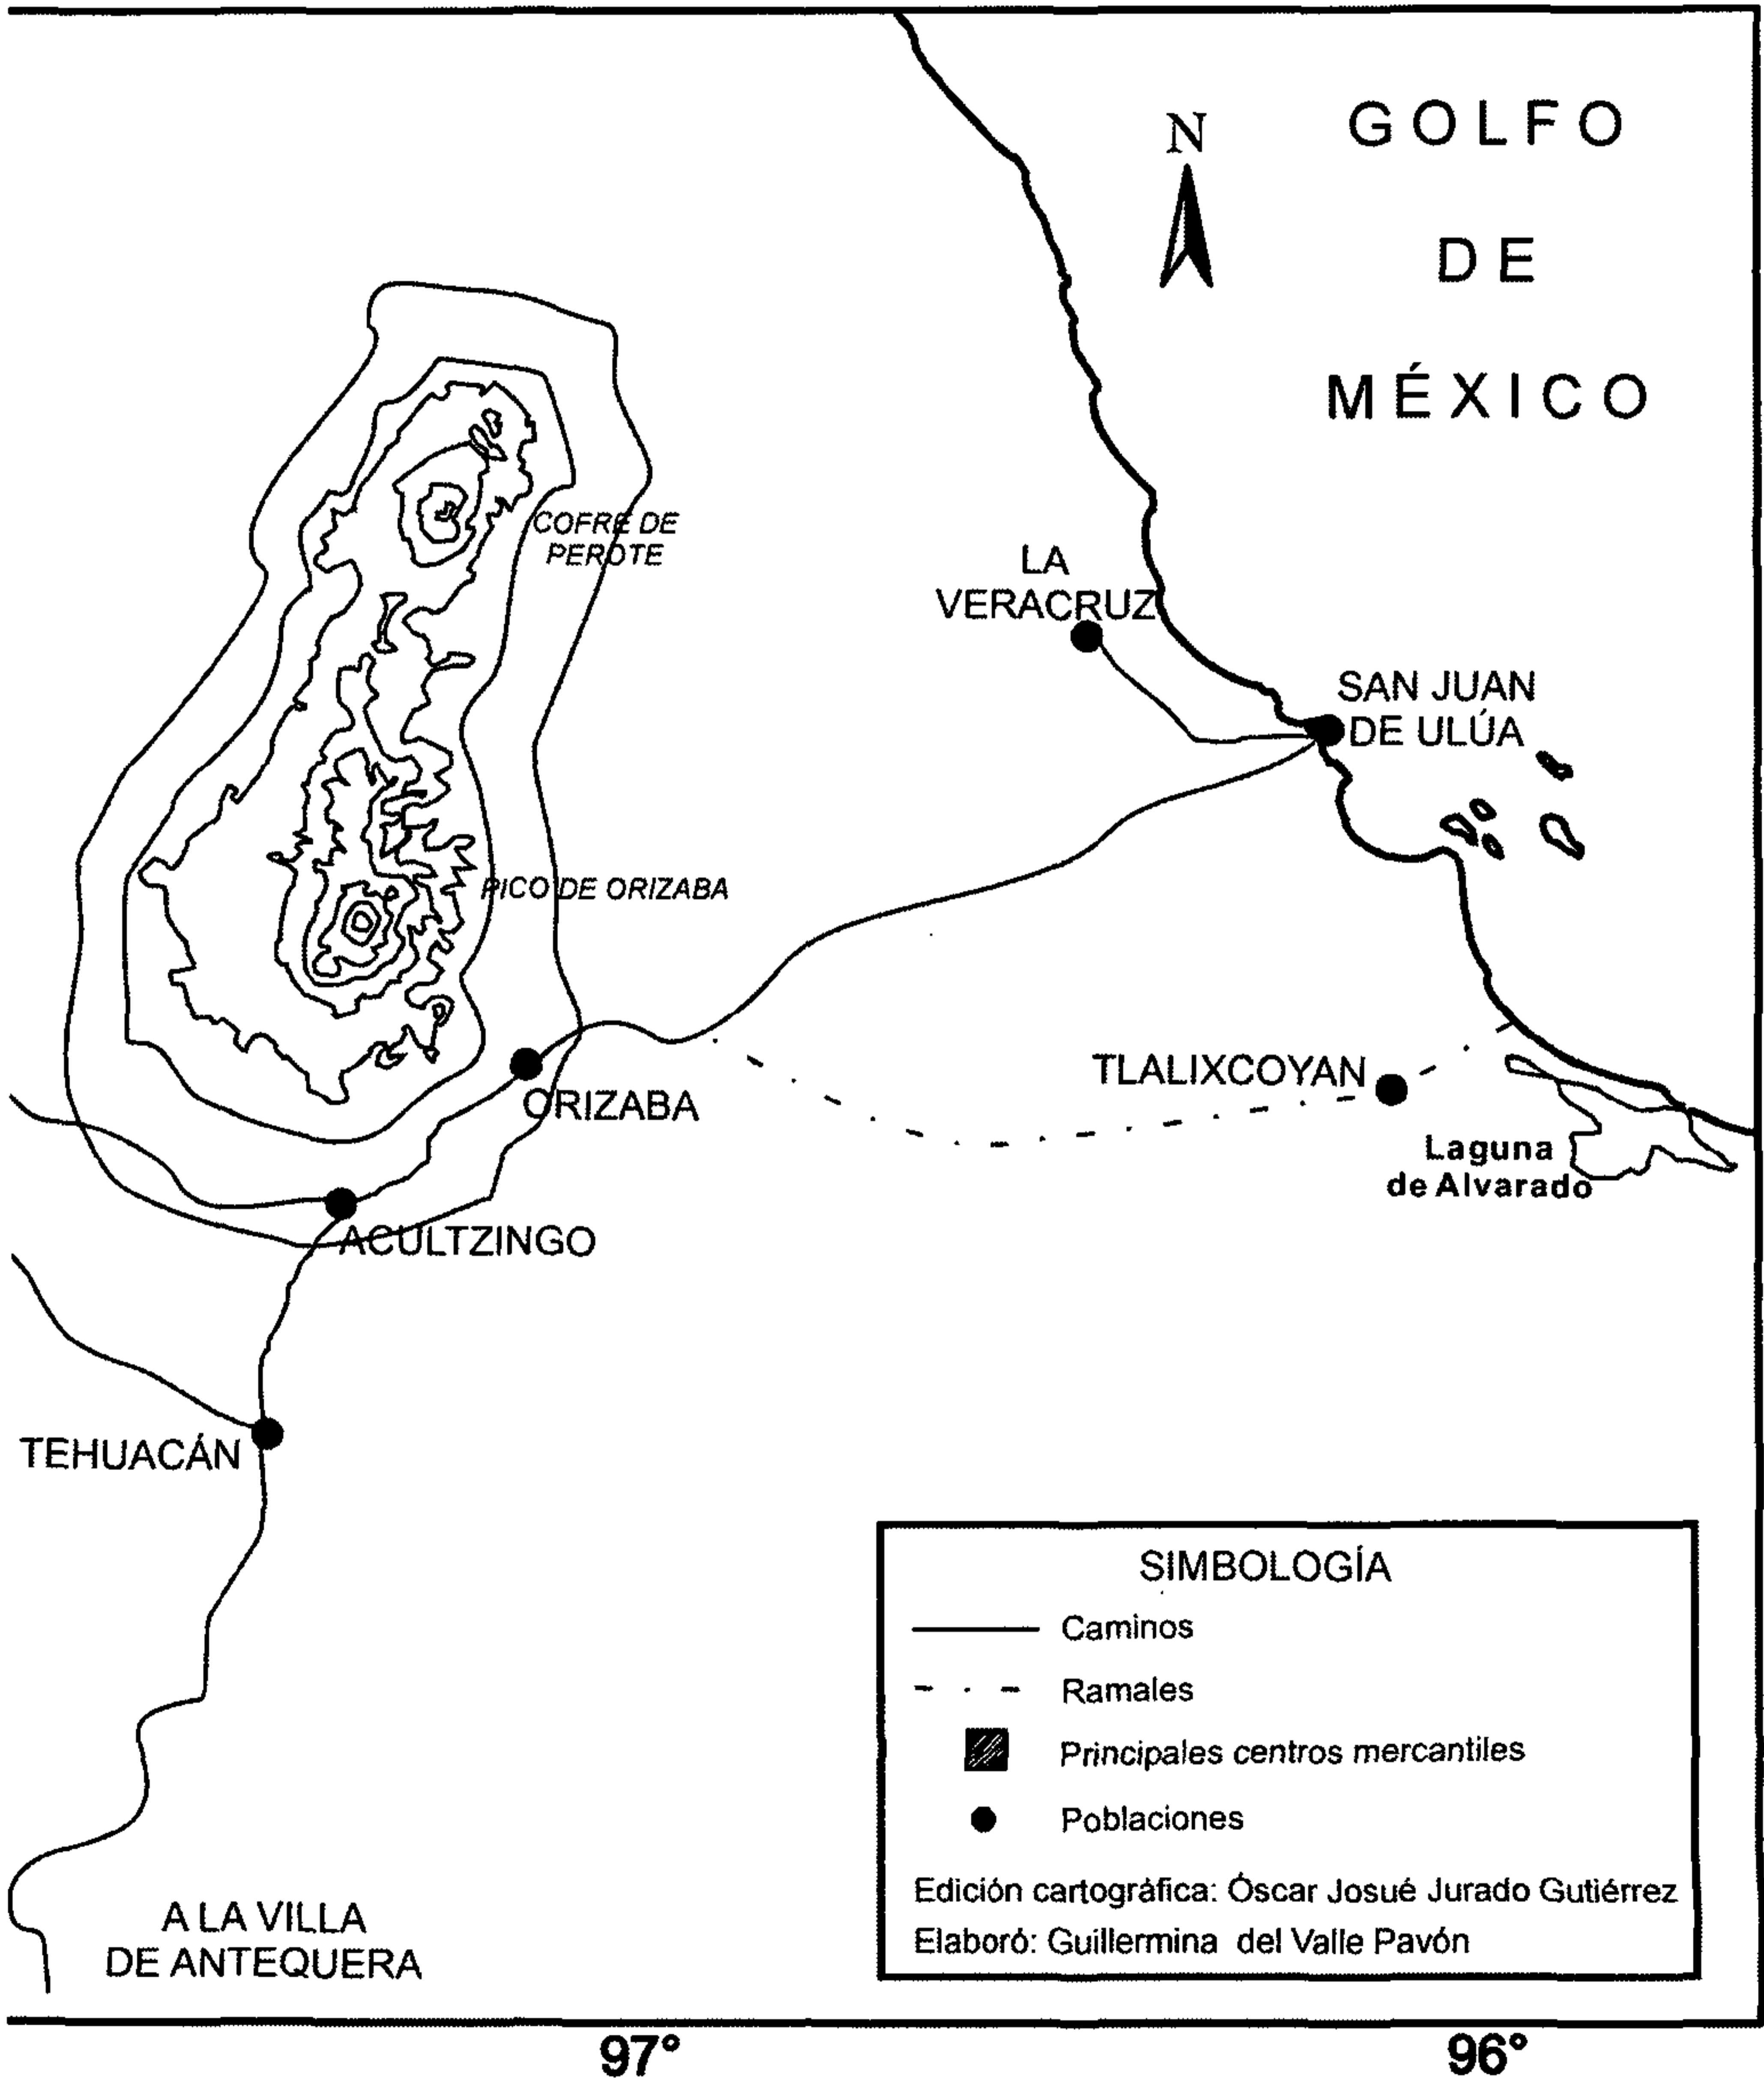 GOLFO
DE
MÉXICO
N
COFRE DE
PEROTE
LA
VERACRUZ
SAN JUAN
DE ULÚA
PICO DE ORIZABA
TLALIXCOYAN
ORIZABA
Laguna
de Alvarado
ACULTZINGO
TEHUACÁN
SIMBOLOGÍA
Caminos
Ramales
Principales centros mercantiles
Poblaciones
Edición cartográfica: Óscar Josué Jurado Gutiérrez
Elaboró: Guillermina del Valle Pavón
A LA VILLA
DE ANTEQUERA
97°
96°